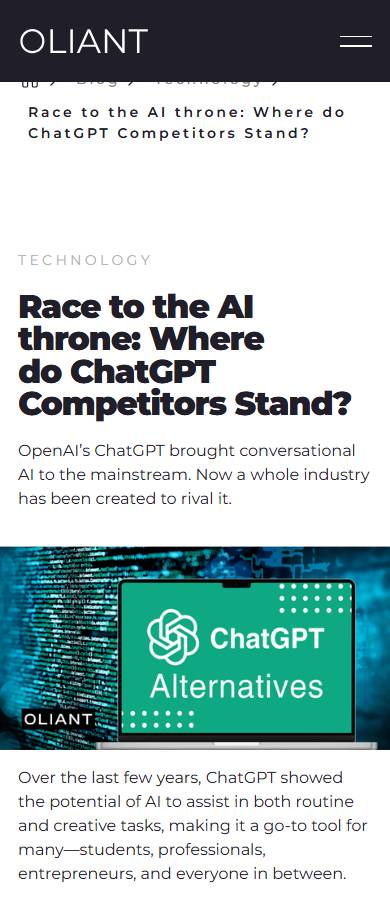 OLIANT
Blog Technology
Race to the AI throne: Where do
ChatGPT Competitors Stand?
TECHNOLOGY
Race to the AI
throne: Where
do ChatGPT
Competitors Stand?
OpenAI’s ChatGPT brought conversational
AI to the mainstream. Now a whole industry
has been created to rival it.
ChatGPT
Alternatives
OLIANT
Over the last few years, ChatGPT showed
the potential of AI to assist in both routine
and creative tasks, making it a go-to tool for
many—students, professionals,
entrepreneurs, and everyone in between.